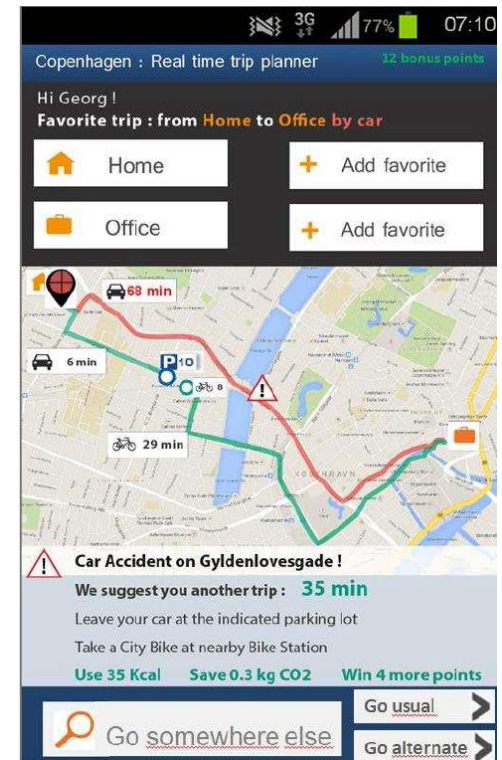 3G 77% 07:10
Copenhagen : Real time trip planner 12 bonus points
Hi Georg !
Favorite trip : from Home to Office by car
Home + Add favorite
Office + Add favorite
68 min
6 min P 10
8
29 min
KØBENHAVN
! Car Accident on Gyldenlovesgade !
We suggest you another trip : 35 min
Leave your car at the indicated parking lot
Take a City Bike at nearby Bike Station
Use 35 Kcal Save 0.3 kg CO2 Win 4 more points
Go somewhere else
Go usual
Go alternate